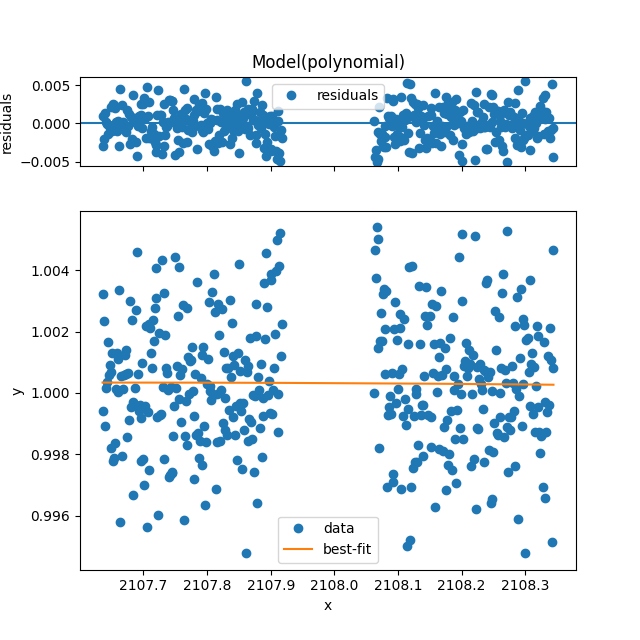 Model(polynomial)
0.005
0.000
−0.005
residuals
residuals
1.004
1.002
1.000
0.998
0.996
y
data
best-fit
2107.7 2107.8 2107.9 2108.0 2108.1 2108.2 2108.3
x